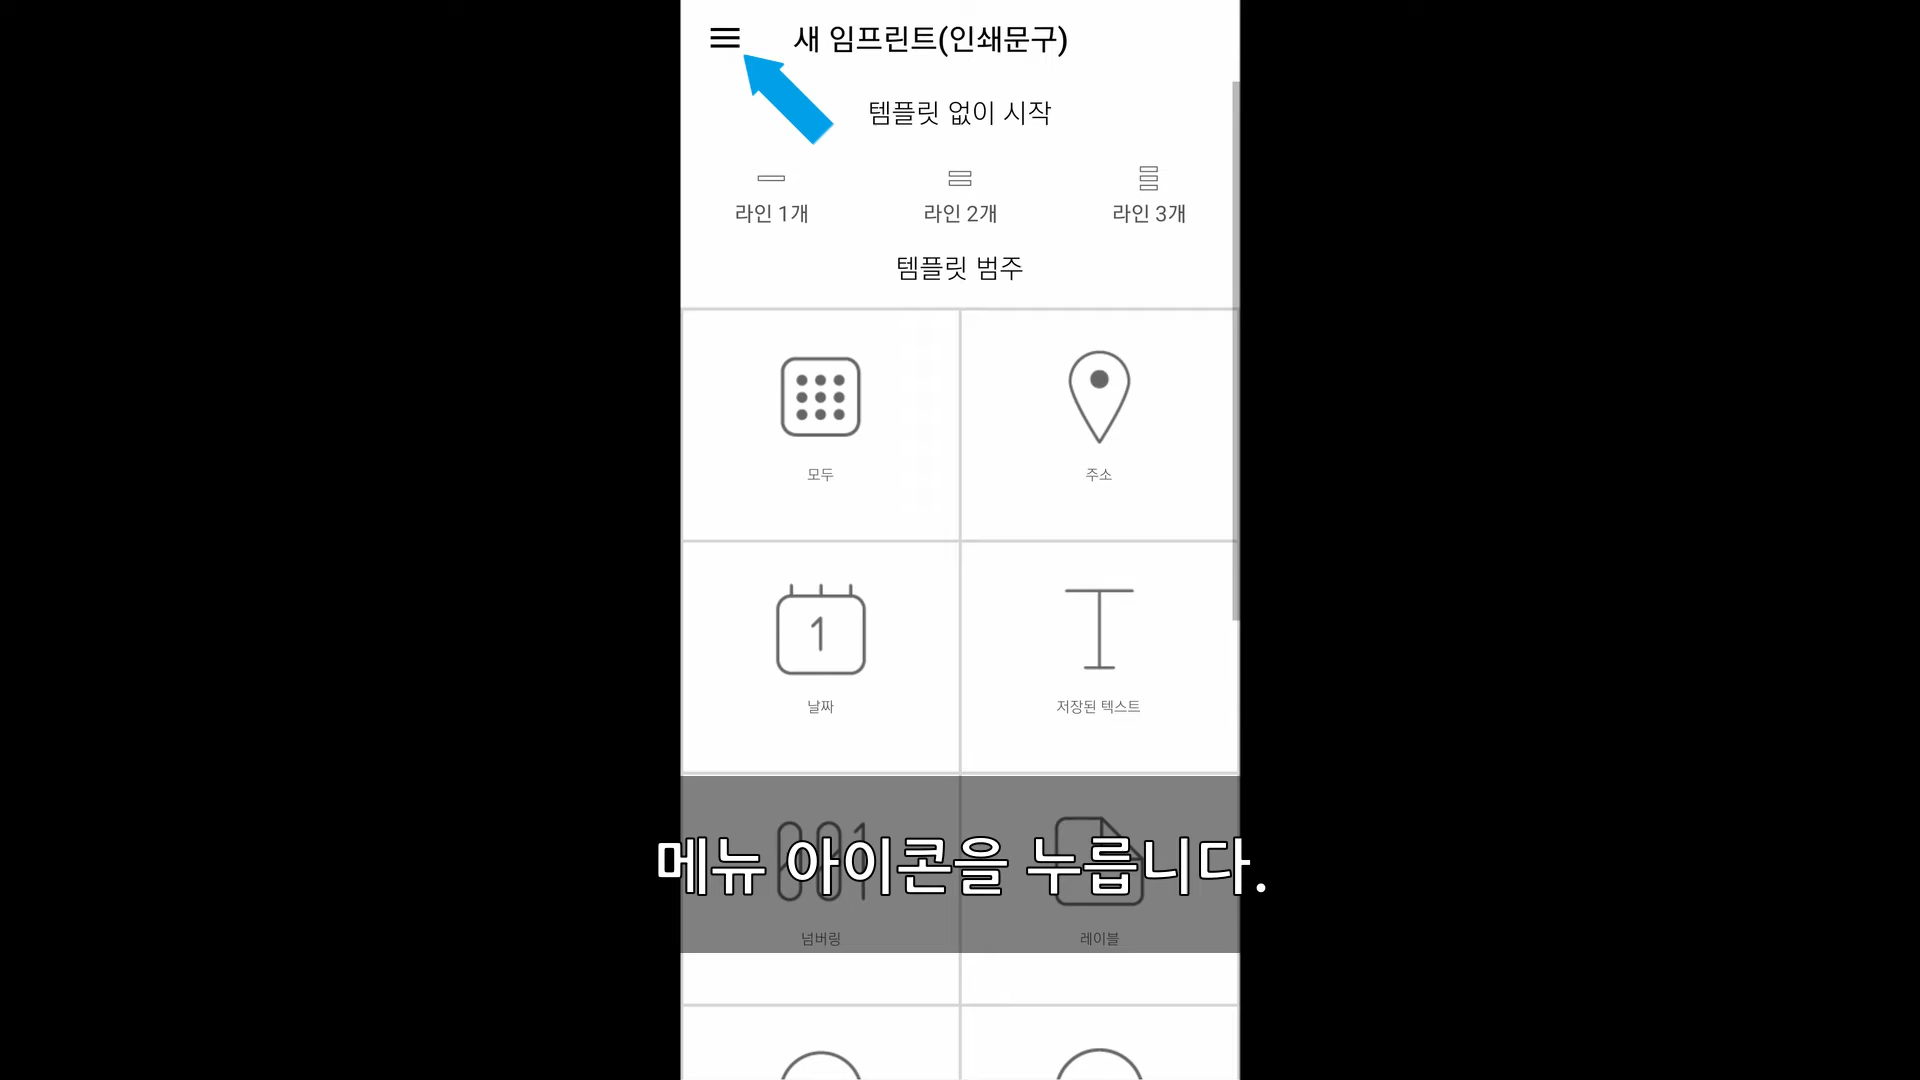 새 임프린트(인쇄문구)
템플릿 없이 시작
라인 1개
라인 2개
라인 3개
템플릿 범주
모두
주소
1
날짜
저장된 텍스트
001
메뉴 아이콘을 누릅니다.
넘버링
레이블